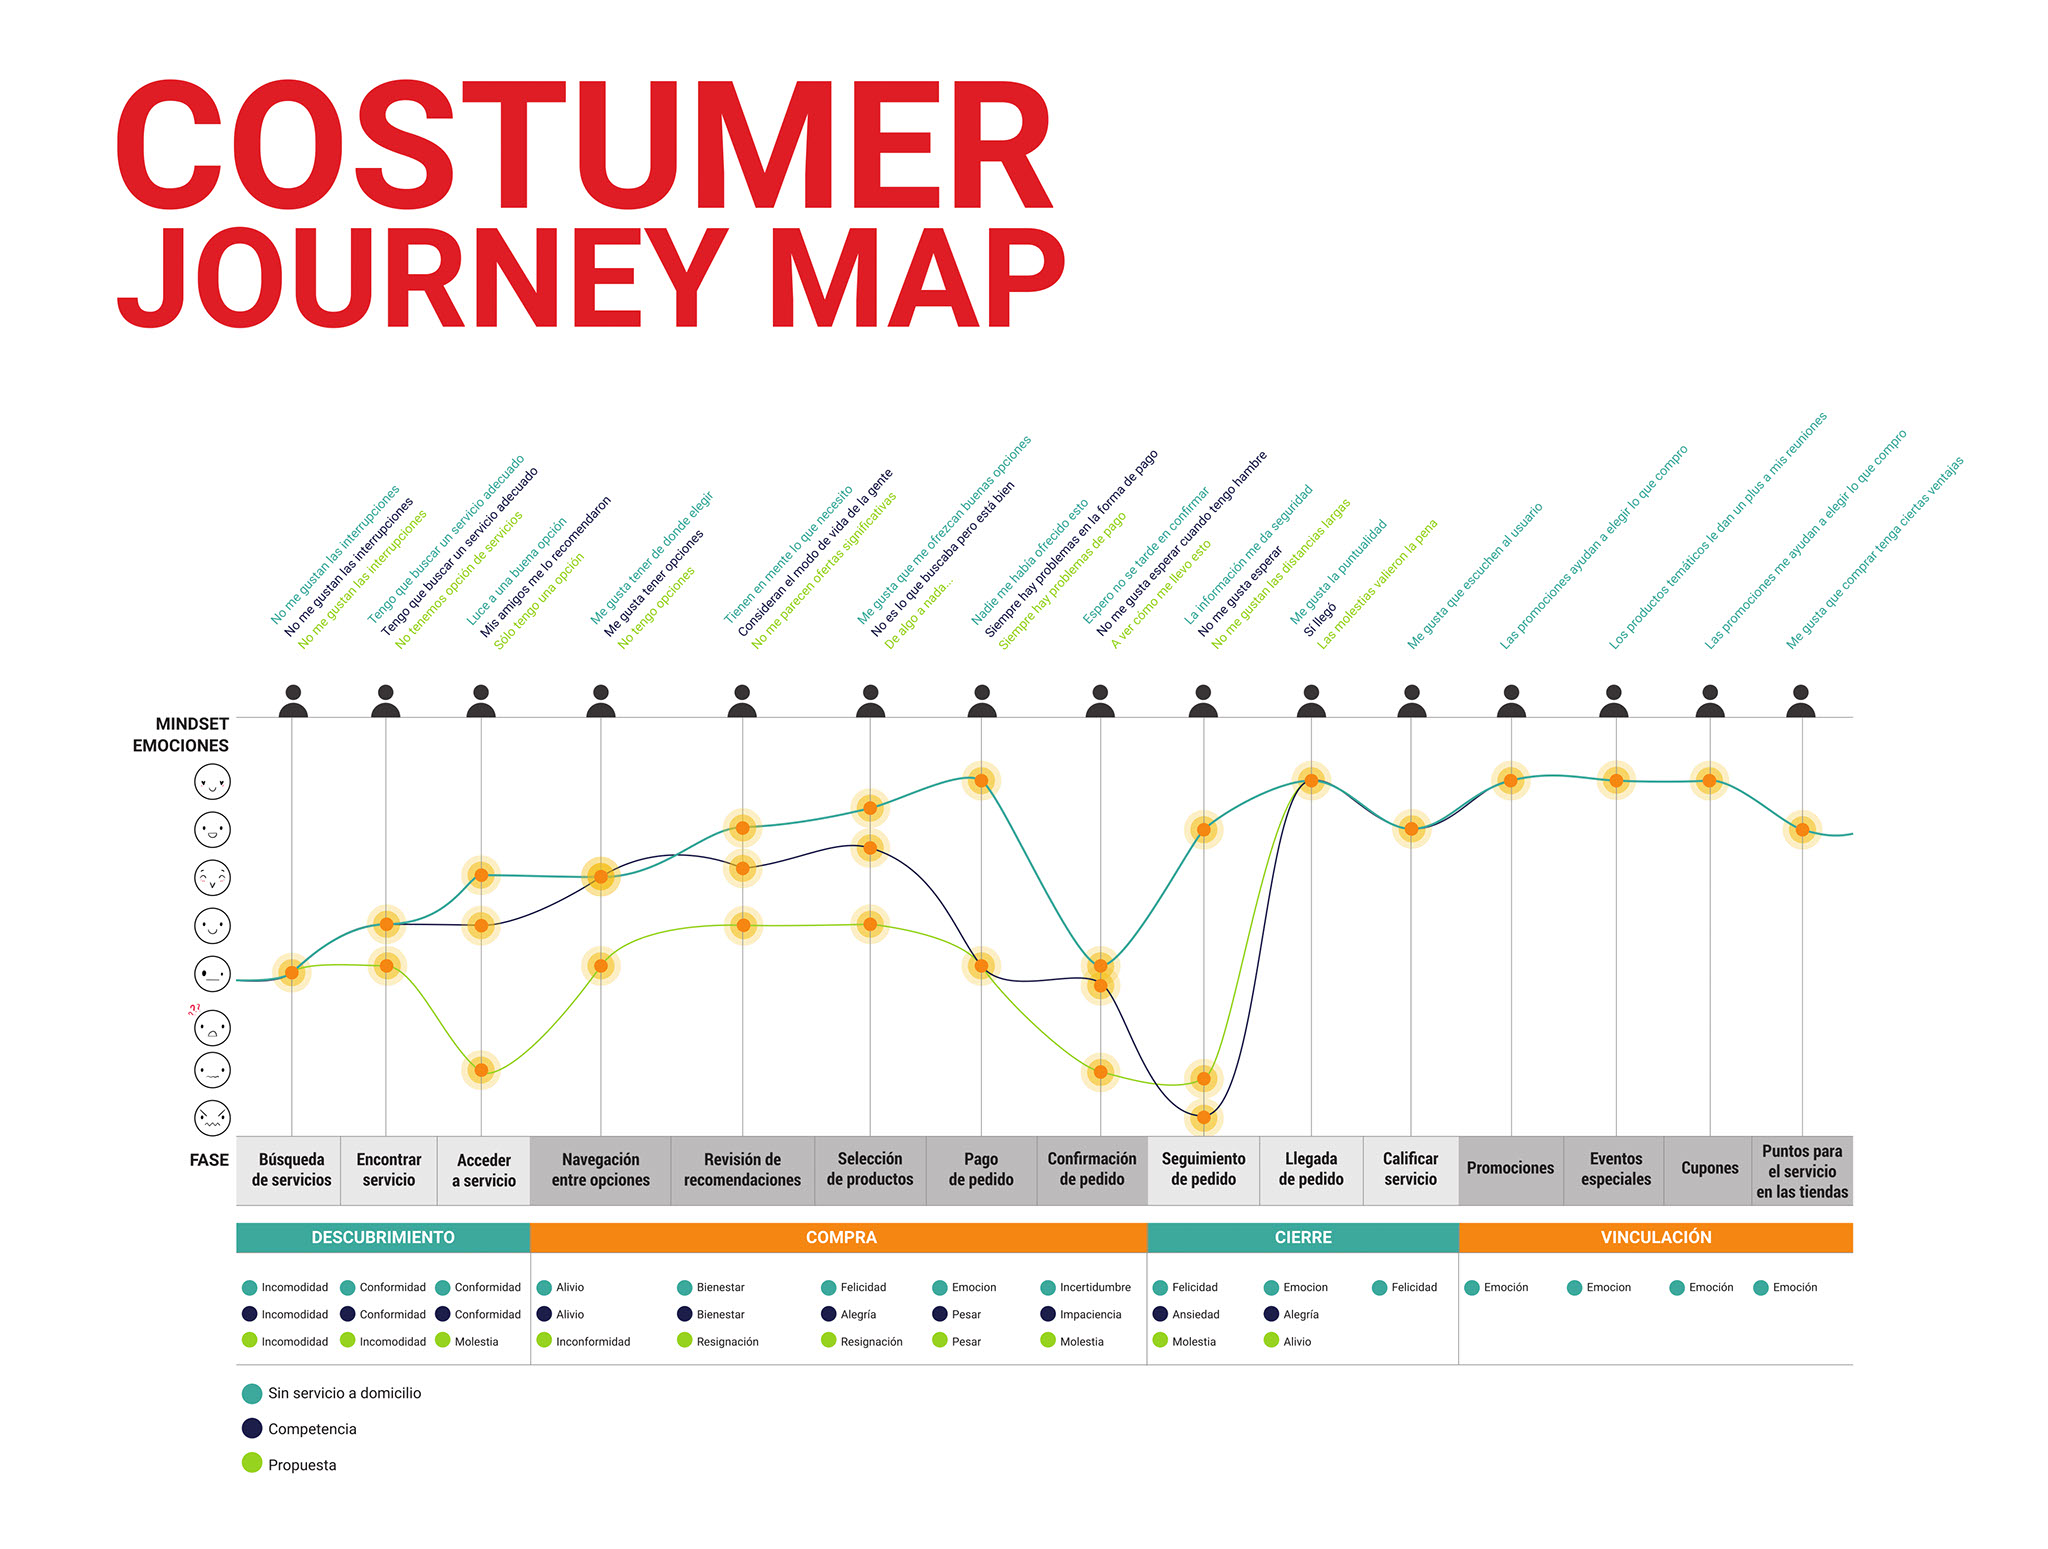 COSTUMER
JOURNEY MAP
No me gustan las interrupciones
No me gustan las interrupciones
No me gustan las interrupciones
Tengo que buscar un servicio adecuado
Tengo que buscar un servicio adecuado
No tenemos opción de servicios
Luce a una buena opción
Mis amigos me lo recomendaron
Sólo tengo una opción
Me gusta tener de donde elegir
Me gusta tener opciones
No tengo opciones
Tienen en mente lo que necesito
Consideran el modo de vida de la gente
No me parecen ofertas significativas
Me gusta que me ofrezcan buenas opciones
No es lo que buscaba pero está bien
De algo a nada...
Nadie me había ofrecido esto
Siempre hay problemas en la forma de pago
Siempre hay problemas de pago
Espero no se tarde en confirmar
No me gusta esperar cuando tengo hambre
A ver cómo me llevo esto
La información me da seguridad
No me gusta esperar
No me gustan las distancias largas
Me gusta la puntualidad
Sí llegó
Las molestias valieron la pena
Me gusta que escuchen al usuario
Las promociones ayudan a elegir lo que compro
Los productos temáticos le dan un plus a mis reuniones
Las promociones me ayudan a elegir lo que compro
Me gusta que comprar tenga ciertas ventajas
MINDSET
EMOCIONES
???
FASE
Búsqueda
de servicios
Encontrar
servicio
Acceder
a servicio
Navegación
entre opciones
Revisión de
recomendaciones
Selección
de productos
Pago
de pedido
Confirmación
de pedido
Seguimiento
de pedido
Llegada
de pedido
Calificar
servicio
Promociones
Eventos
especiales
Cupones
Puntos para
el servicio
en las tiendas
DESCUBRIMIENTO COMPRA CIERRE VINCULACIÓN
Incomodidad Conformidad Conformidad Alivio Bienestar Felicidad Emocion Incertidumbre Felicidad Emocion Felicidad Emoción Emocion Emoción Emoción
Incomodidad Conformidad Conformidad Alivio Bienestar Alegría Pesar Impaciencia Ansiedad Alegría
Incomodidad Incomodidad Molestia Inconformidad Resignación Resignación Pesar Molestia Molestia Alivio
Sin servicio a domicilio
Competencia
Propuesta